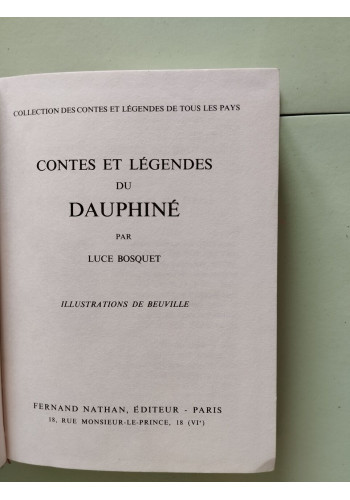 COLLECTION DES CONTES ET LÉGENDES DE TOUS LES PAYS
CONTES ET LÉGENDES
DU
DAUPHINÉ
PAR
LUCE BOSQUET
ILLUSTRATIONS DE BEUVILLE
FERNAND NATHAN, ÉDITEUR - PARIS
18, RUE MONSIEUR-LE-PRINCE, 18 (VIᵉ)